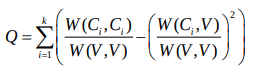 Q = \sum_{i=1}^{k} \left( \frac{W(C_i, C_i)}{W(V, V)} - \left( \frac{W(C_i, V)}{W(V, V)} \right)^2 \right)